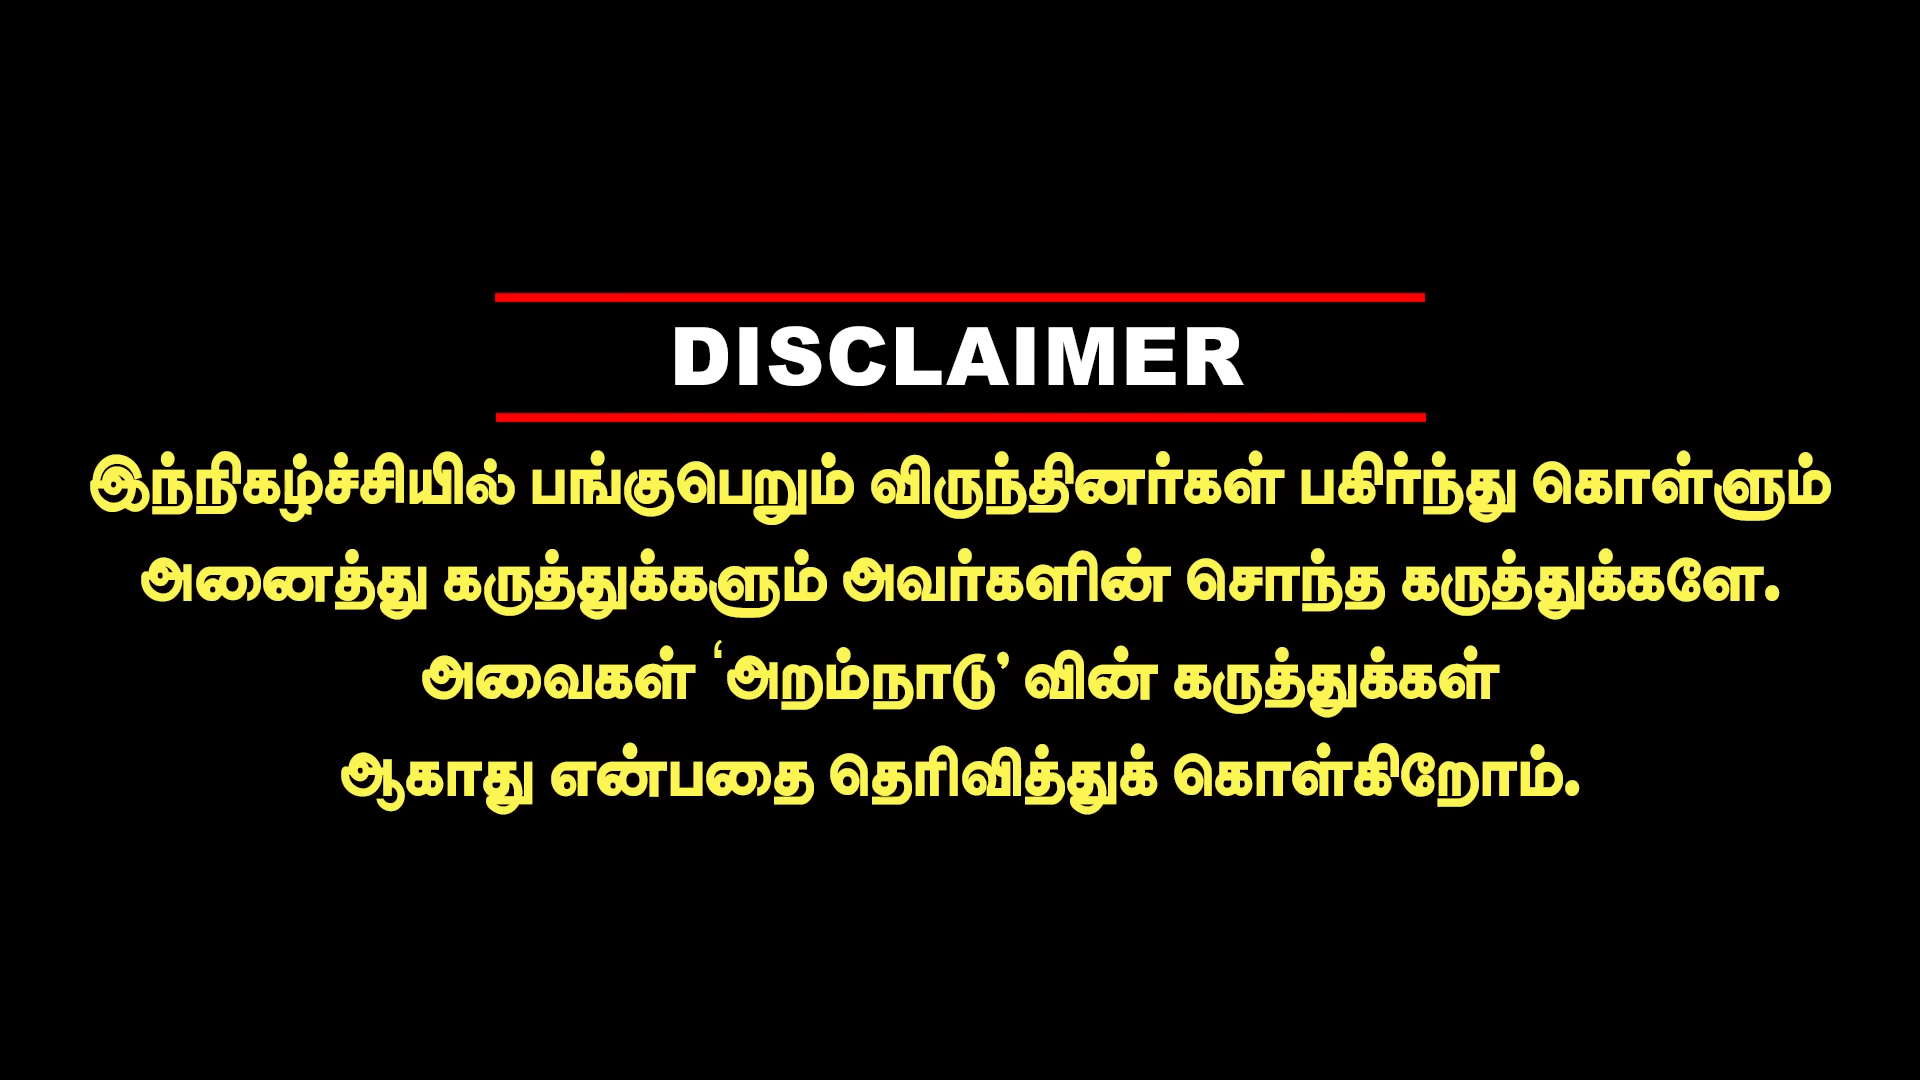 DISCLAIMER
இந்நிகழ்ச்சியில் பங்குபெறும் விருந்தினர்கள் பகிர்ந்து கொள்ளும்
அனைத்து கருத்துக்களும் அவர்களின் சொந்த கருத்துக்களே.
அவைகள் ‘அறம்நாடு’ வின் கருத்துக்கள்
ஆகாது என்பதை தெரிவித்துக் கொள்கிறோம்.